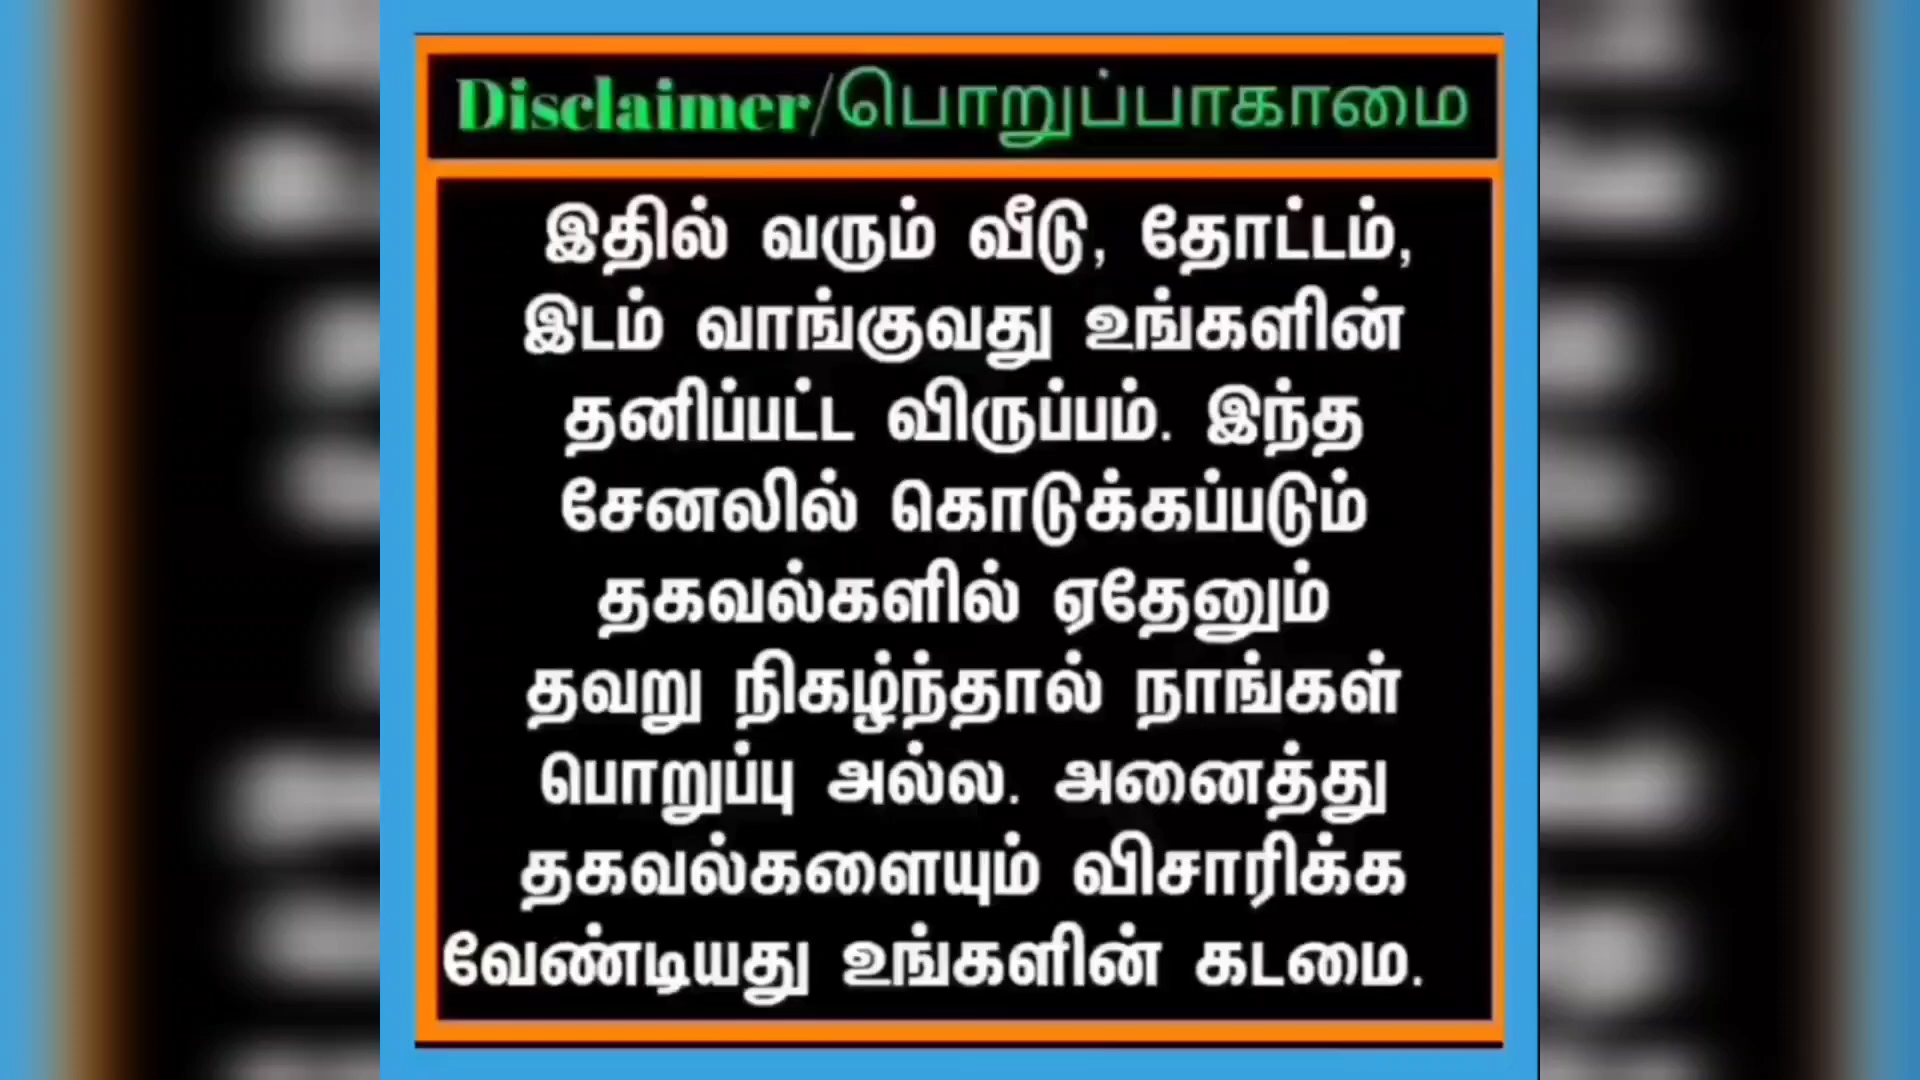 Disclaimer/பொறுப்பாகாமை
இதில் வரும் வீடு, தோட்டம்,
இடம் வாங்குவது உங்களின்
தனிப்பட்ட விருப்பம். இந்த
சேனலில் கொடுக்கப்படும்
தகவல்களில் ஏதேனும்
தவறு நிகழ்ந்தால் நாங்கள்
பொறுப்பு அல்ல. அனைத்து
தகவல்களையும் விசாரிக்க
வேண்டியது உங்களின் கடமை.